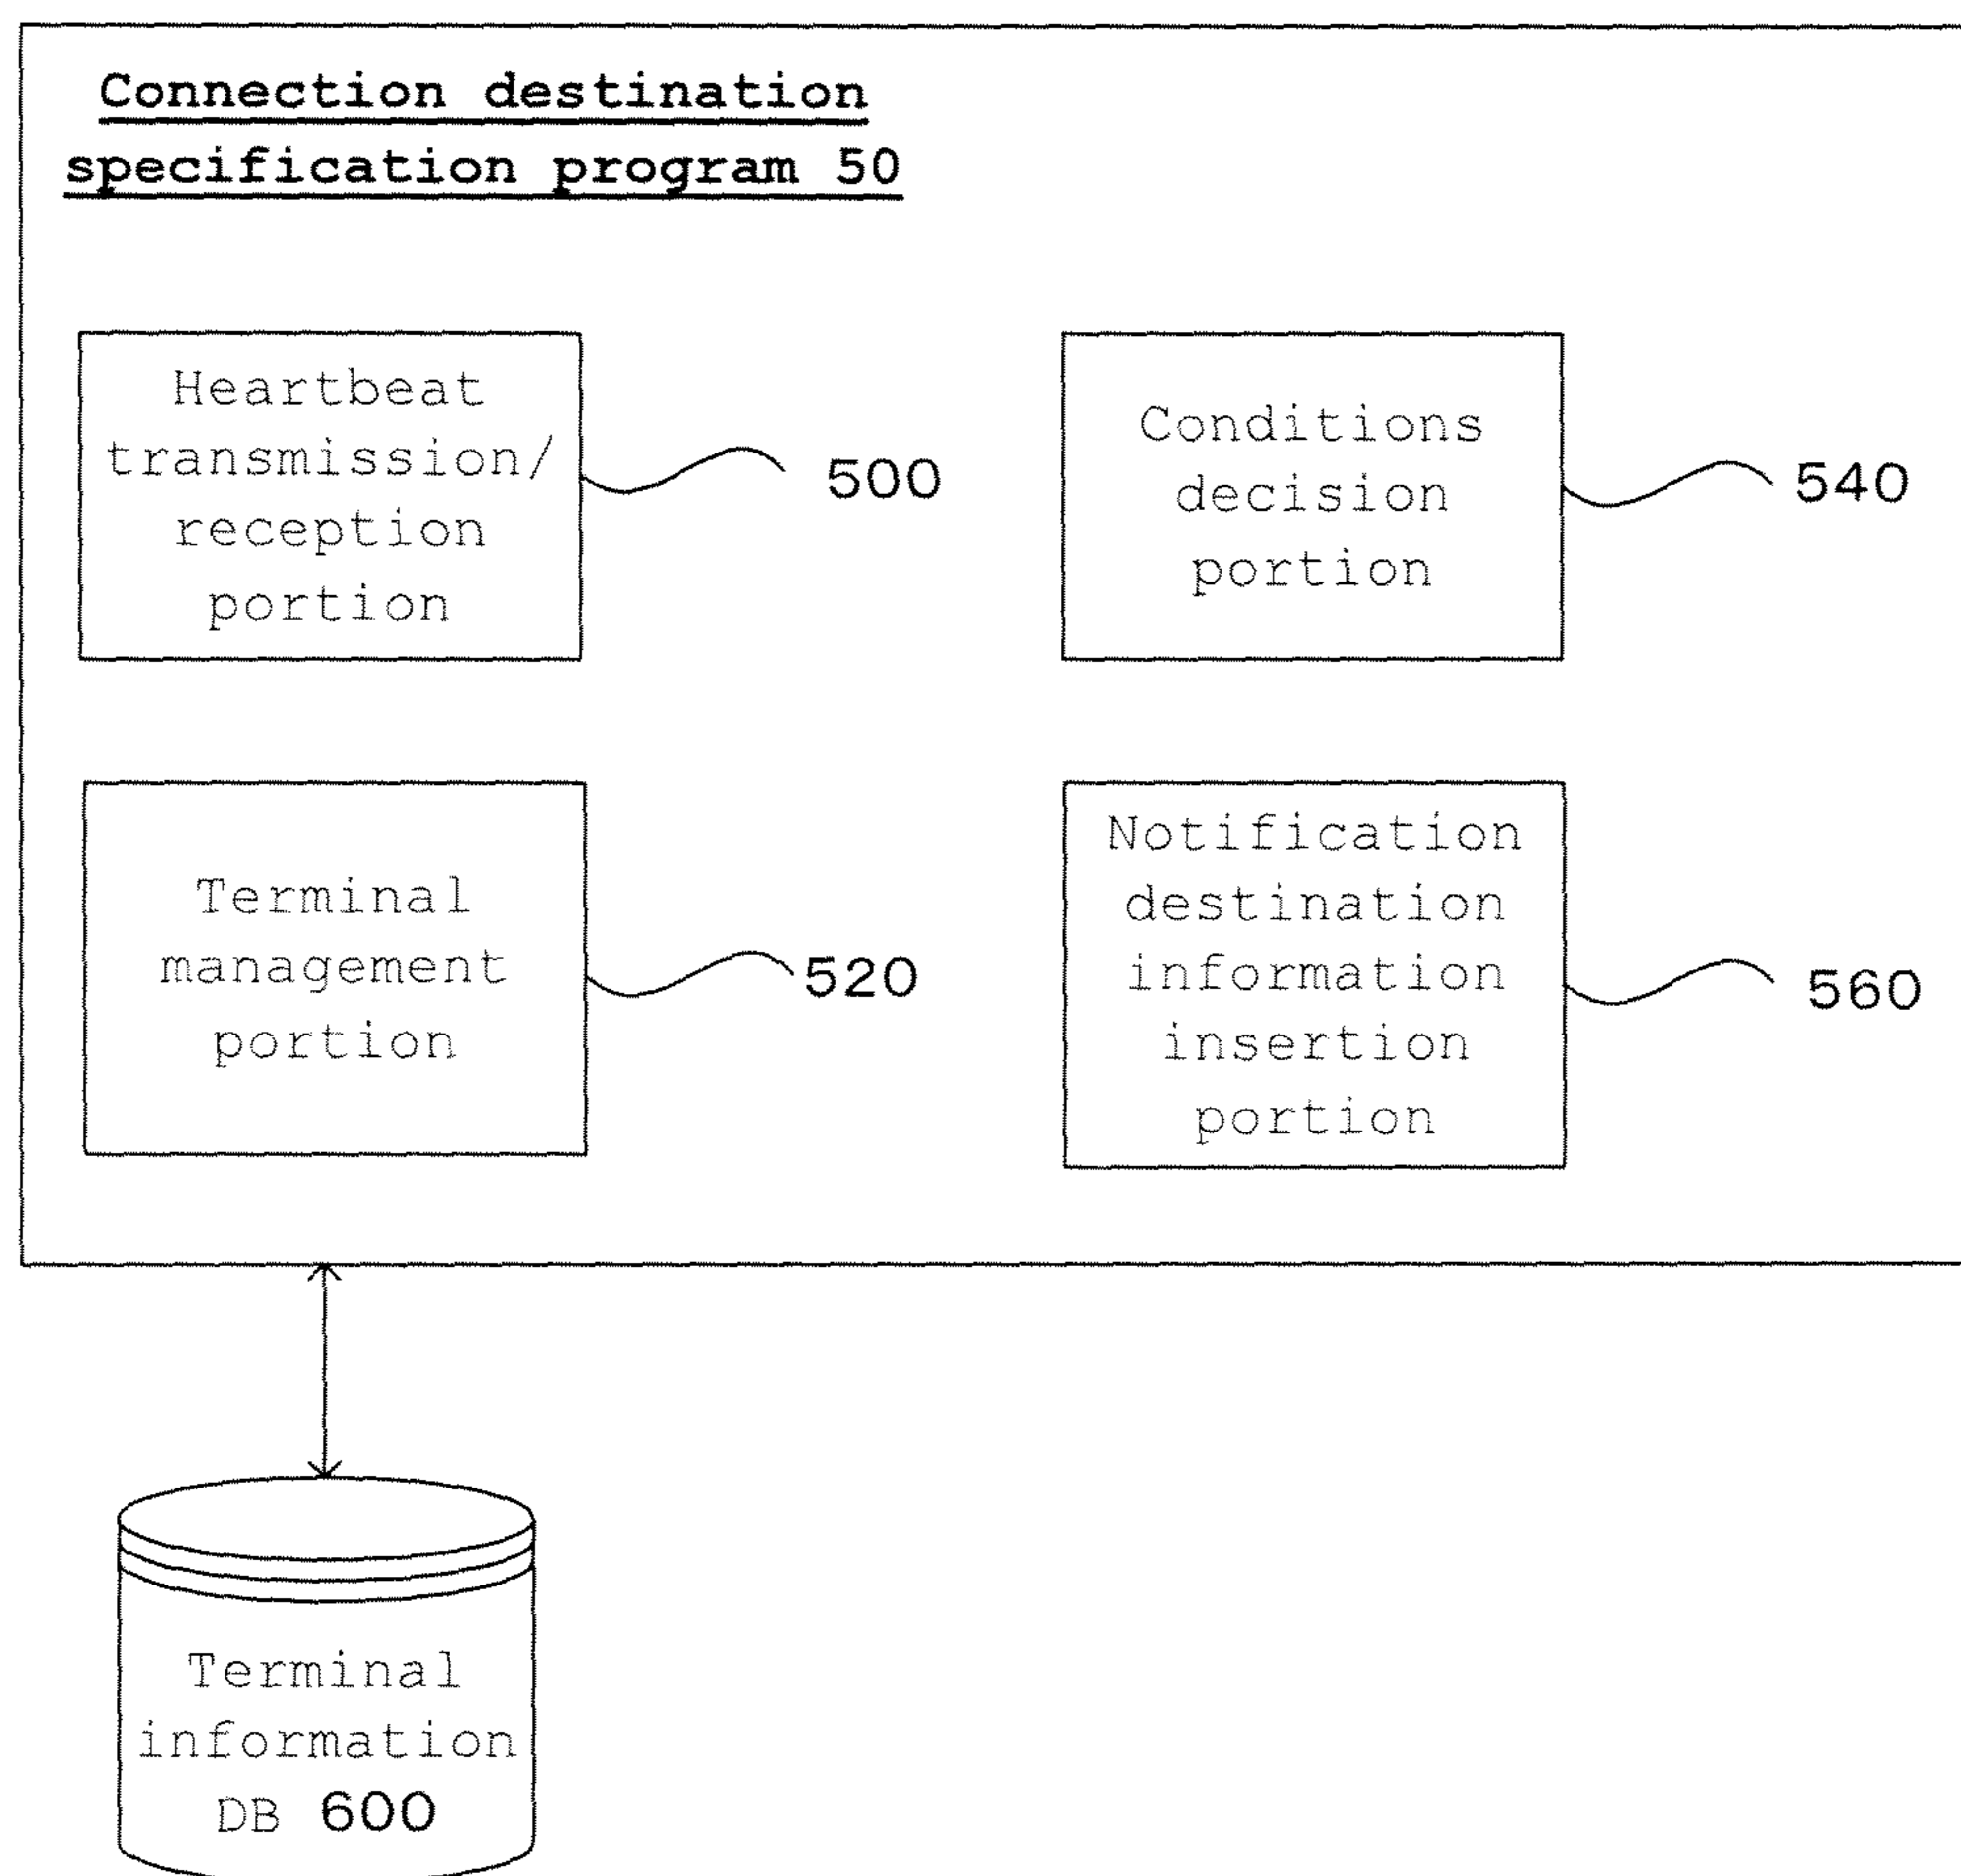 Connection destination
specification program 50
Heartbeat
transmission/
reception
portion
500
Conditions
decision
portion
540
Terminal
management
portion
520
Notification
destination
information
insertion
portion
560
Terminal
information
DB 600